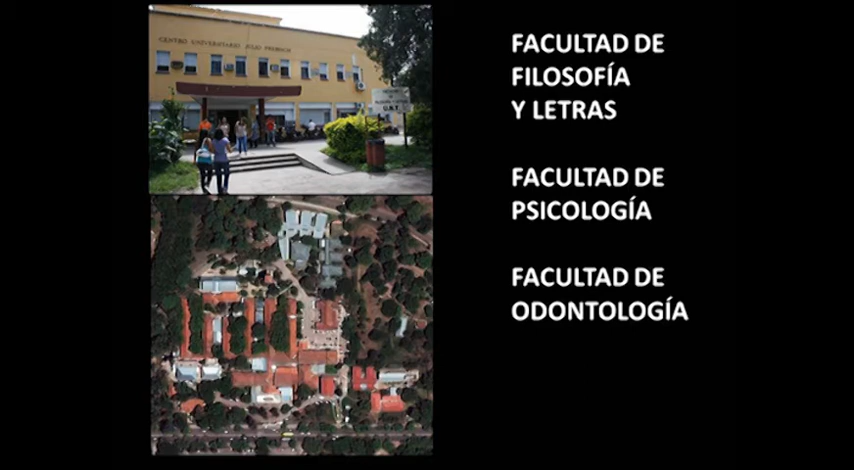 CENTRO UNIVERSITARIO JULIO PREBISCH
U.N.T
FACULTAD DE
FILOSOFÍA
Y LETRAS
FACULTAD DE
PSICOLOGÍA
FACULTAD DE
ODONTOLOGÍA